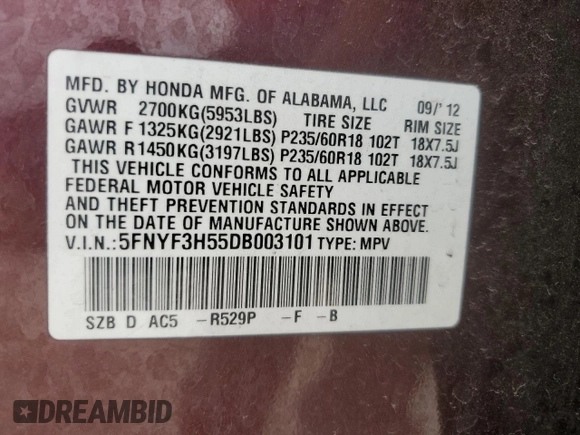 MFD. BY HONDA MFG. OF ALABAMA, LLC 09/'12
GVWR 2700KG(5953LBS) TIRE SIZE RIM SIZE
GAWR F 1325KG(2921LBS) P235/60R18 102T 18X7.5J
GAWR R 1450KG(3197LBS) P235/60R18 102T 18X7.5J
THIS VEHICLE CONFORMS TO ALL APPLICABLE
FEDERAL MOTOR VEHICLE SAFETY
AND THEFT PREVENTION STANDARDS IN EFFECT
ON THE DATE OF MANUFACTURE SHOWN ABOVE.
V.I.N.:5FNYF3H55DB003101 TYPE: MPV
SZB D AC5 -R529P -F -B
DREAMBID